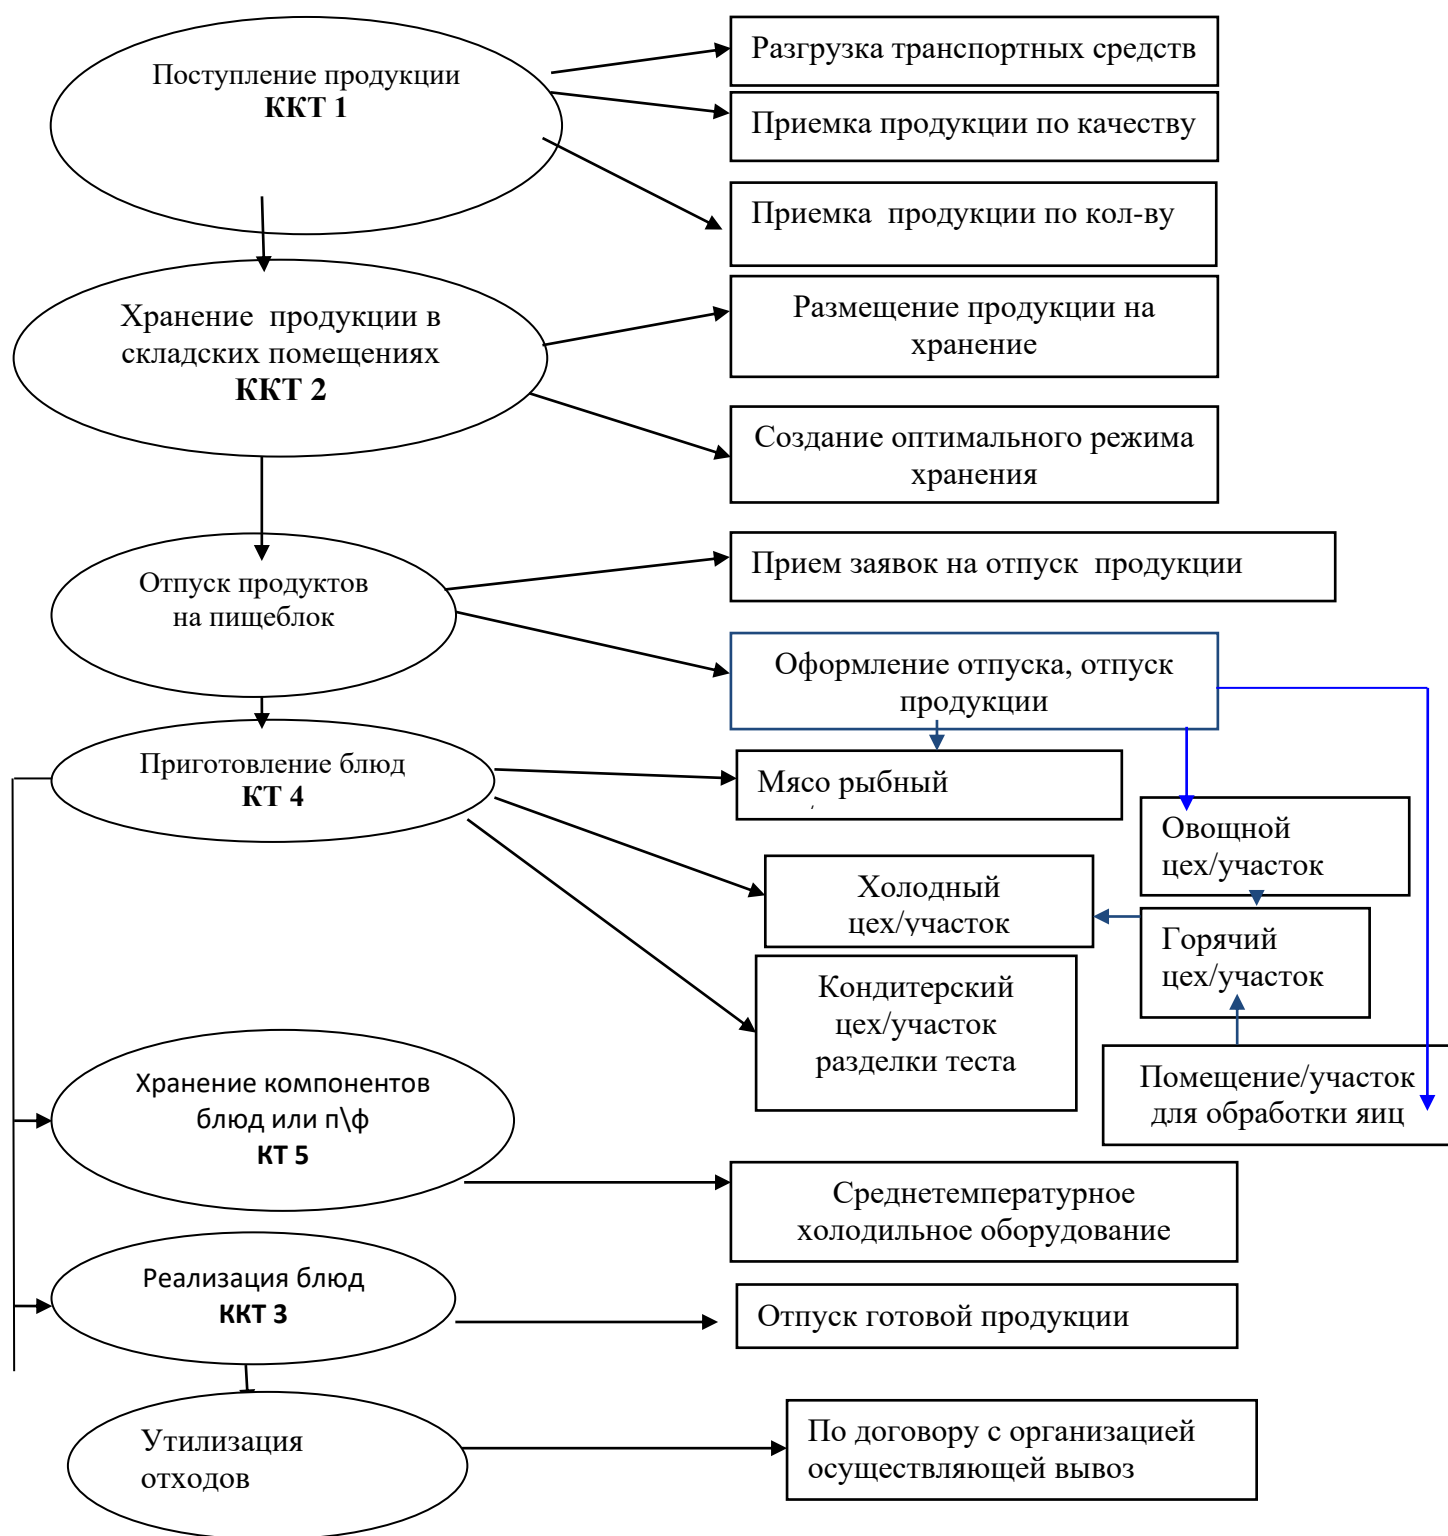 Поступление продукции
ККТ 1
Разгрузка транспортных средств
Приемка продукции по качеству
Приемка продукции по кол-ву
Хранение продукции в
складских помещениях
ККТ 2
Размещение продукции на
хранение
Создание оптимального режима
хранения
Отпуск продуктов
на пищеблок
Прием заявок на отпуск продукции
Оформление отпуска, отпуск
продукции
Приготовление блюд
КТ 4
Мясо рыбный
Овощной
цех/участок
Холодный
цех/участок
Горячий
цех/участок
Кондитерский
цех/участок
разделки теста
Помещение/участок
для обработки яиц
Хранение компонентов
блюд или п\ф
КТ 5
Среднетемпературное
холодильное оборудование
Реализация блюд
ККТ 3
Отпуск готовой продукции
Утилизация
отходов
По договору с организацией
осуществляющей вывоз